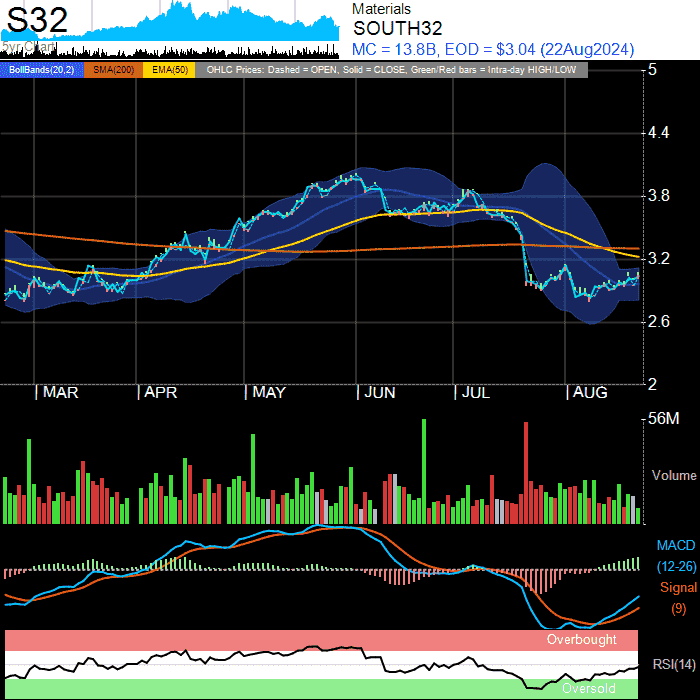 S32
5yr Chart
Materials
SOUTH32
MC = 13.8B, EOD = $3.04 (22Aug2024)
BollBands(20,2) SMA(200) EMA(50) OHLC Prices: Dashed = OPEN, Solid = CLOSE, Green/Red bars = Intra-day HIGH/LOW
5
4.4
3.8
3.2
2.6
2
| MAR | APR | MAY | JUN | JUL | AUG
56M
Volume
MACD
(12-26)
Signal
(9)
Overbought
RSI(14)
Oversold